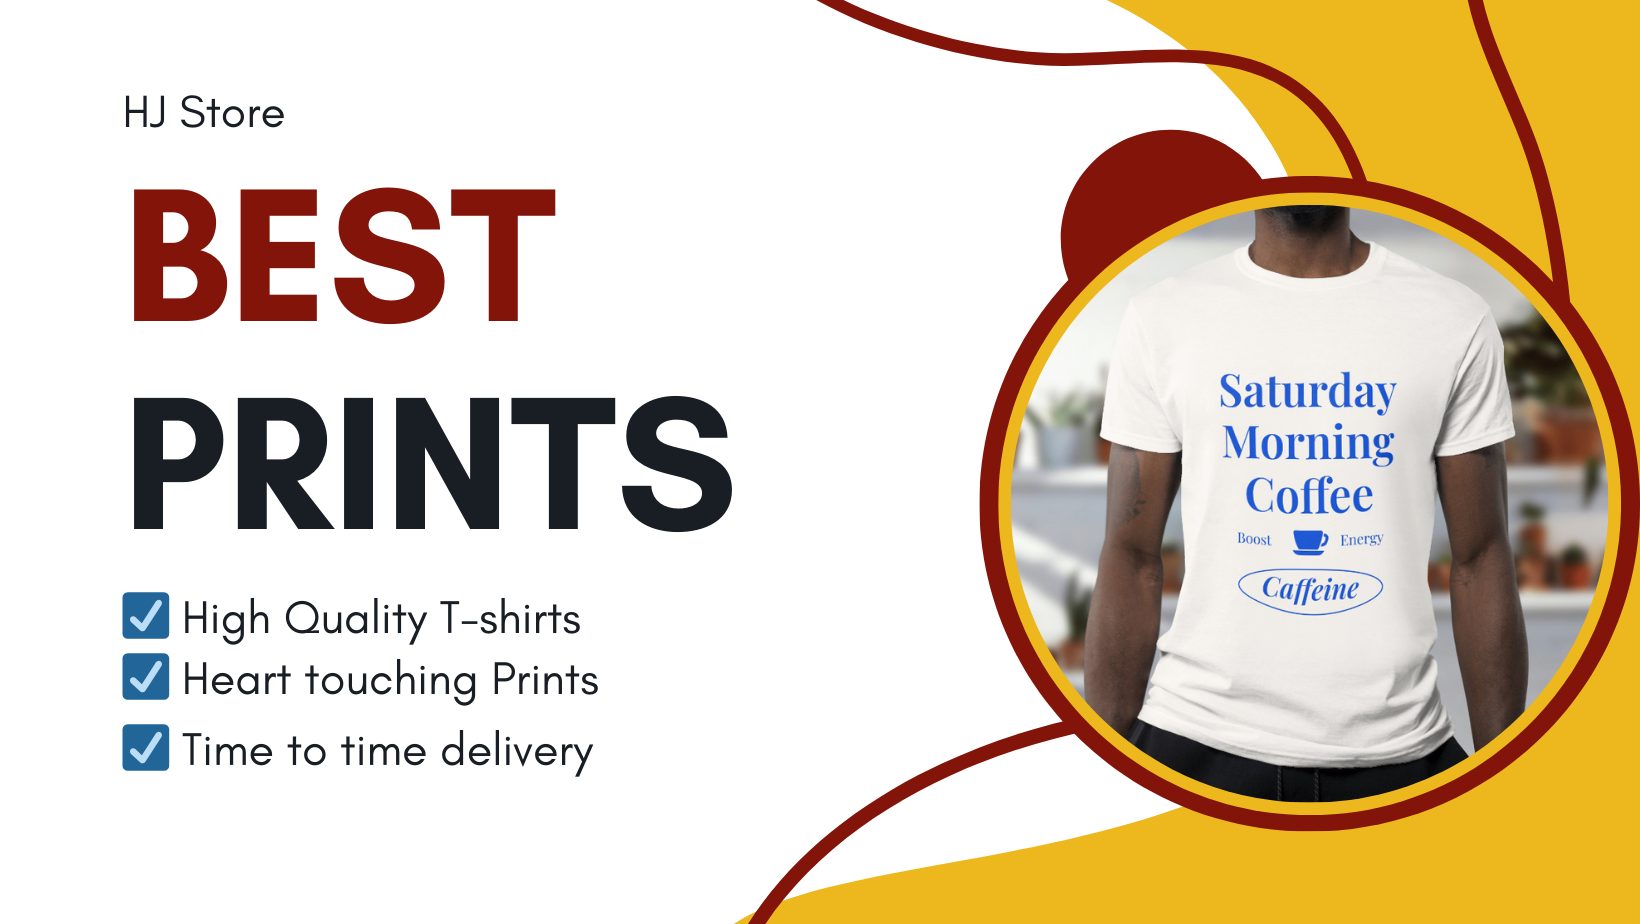 HJ Store
BEST
PRINTS
✅ High Quality T-shirts
✅ Heart touching Prints
✅ Time to time delivery
Saturday
Morning
Coffee
Boost Energy
Caffeine